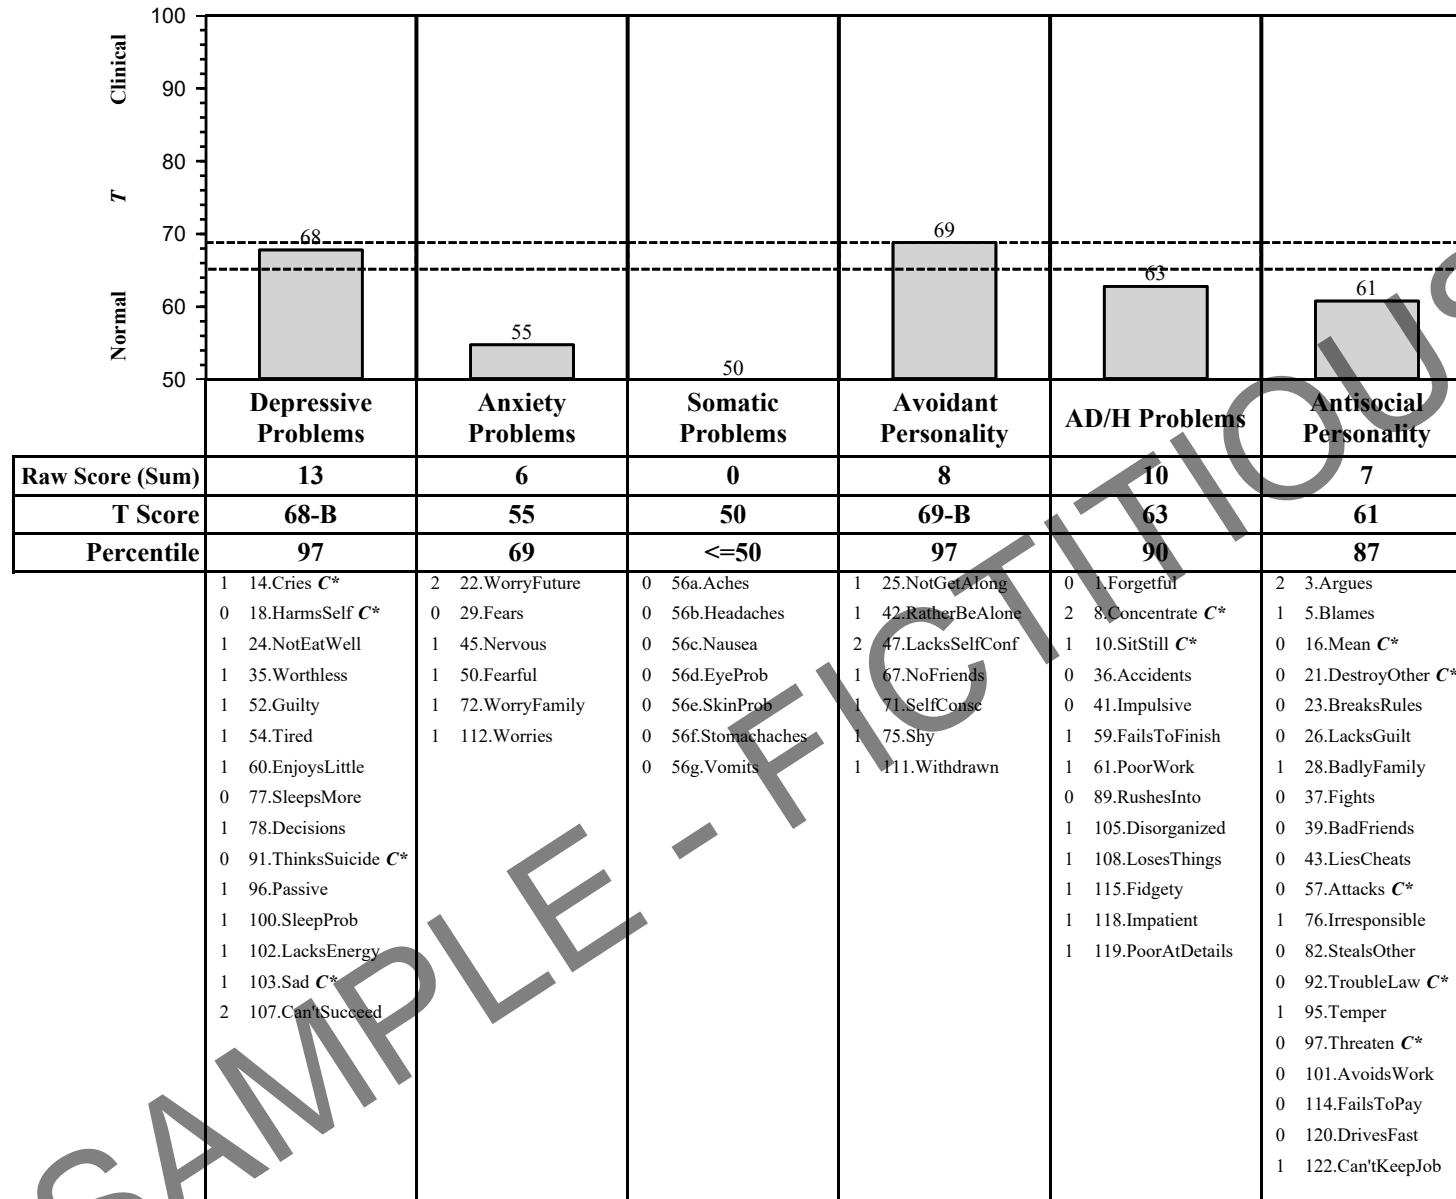 100
90
80
70
60
50
Clinical
T
Normal
68
55
50
69
63
61
Depressive Problems
Anxiety Problems
Somatic Problems
Avoidant Personality
AD/H Problems
Antisocial Personality
Raw Score (Sum) 13 6 0 8 10 7
T Score 68-B 55 50 69-B 63 61
Percentile 97 69 <=50 97 90 87
1 14.Cries C*
0 18.HarmsSelf C*
1 24.NotEatWell
1 35.Worthless
1 52.Guilty
1 54.Tired
1 60.EnjoysLittle
0 77.SleepsMore
1 78.Decisions
0 91.ThinksSuicide C*
1 96.Passive
1 100.SleepProb
1 102.LacksEnergy
1 103.Sad C*
2 107.Can'tSucceed
2 22.WorryFuture
0 29.Fears
1 45.Nervous
1 50.Fearful
1 72.WorryFamily
1 112.Worries
0 56a.Aches
0 56b.Headaches
0 56c.Nausea
0 56d.EyeProb
0 56e.SkinProb
0 56f.Stomachaches
0 56g.Vomits
1 25.NotGetAlong
1 42.RatherBeAlone
2 47.LacksSelfConf
1 67.NoFriends
1 71.SelfConsc
1 75.Shy
1 111.Withdrawn
0 1.Forgetful
2 8.Concentrate C*
1 10.SitStill C*
0 36.Accidents
0 41.Impulsive
1 59.FailsToFinish
1 61.PoorWork
0 89.RushesInto
1 105.Disorganized
1 108.LosesThings
1 115.Fidgety
1 118.Impatient
1 119.PoorAtDetails
2 3.Argues
1 5.Blames
0 16.Mean C*
0 21.DestroyOther C*
0 23.BreaksRules
0 26.LacksGuilt
1 28.BadlyFamily
0 37.Fights
0 39.BadFriends
0 43.LiesCheats
0 57.Attacks C*
1 76.Irresponsible
0 82.StealsOther
0 92.TroubleLaw C*
1 95.Temper
0 97.Threaten C*
0 101.AvoidsWork
0 114.FailsToPay
0 120.DrivesFast
1 122.Can'tKeepJob
SAMPLE - FICTITIOUS